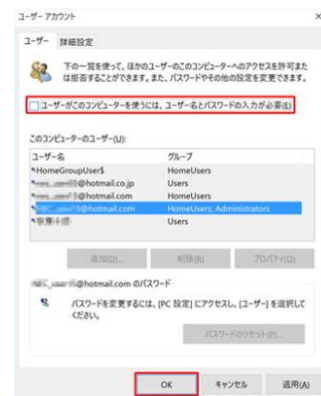 ユーザー アカウント
ユーザー 詳細設定
下の一覧を使って、ほかのユーザーのこのコンピューターへのアクセスを許可また
は拒否することができます。また、パスワードやその他の設定を変更できます。
ユーザーがこのコンピューターを使うには、ユーザー名とパスワードの入力が必要(E)
このコンピューターのユーザー(U):
ユーザー名 グループ
HomeGroupUser$ HomeUsers
@hotmail.co.jp Users
@hotmail.com HomeUsers
@hotmail.com HomeUsers; Administrators
Users
追加(D)... 削除(R) プロパティ(O)
@hotmail.com のパスワード
パスワードを変更するには、[PC 設定] にアクセスし、[ユーザー] を選択して
ください。
パスワードのリセット(P)...
OK キャンセル 適用(A)